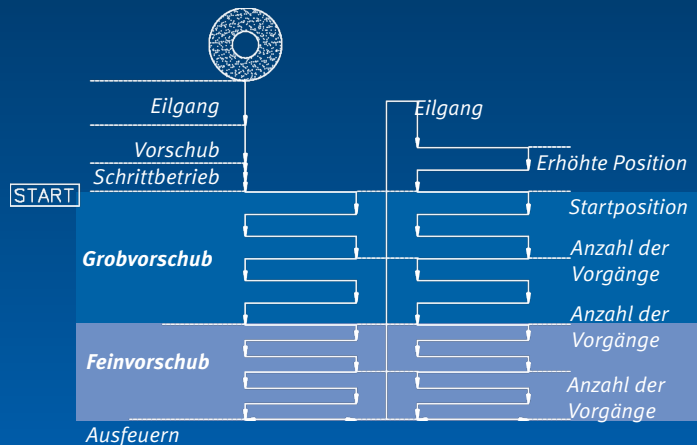 Eilgang
Eilgang
Vorschub
Erhöhte Position
Schrittbetrieb
START
Startposition
Grobvorschub
Anzahl der
Vorgänge
Anzahl der
Vorgänge
Feinvorschub
Anzahl der
Vorgänge
Ausfeuern